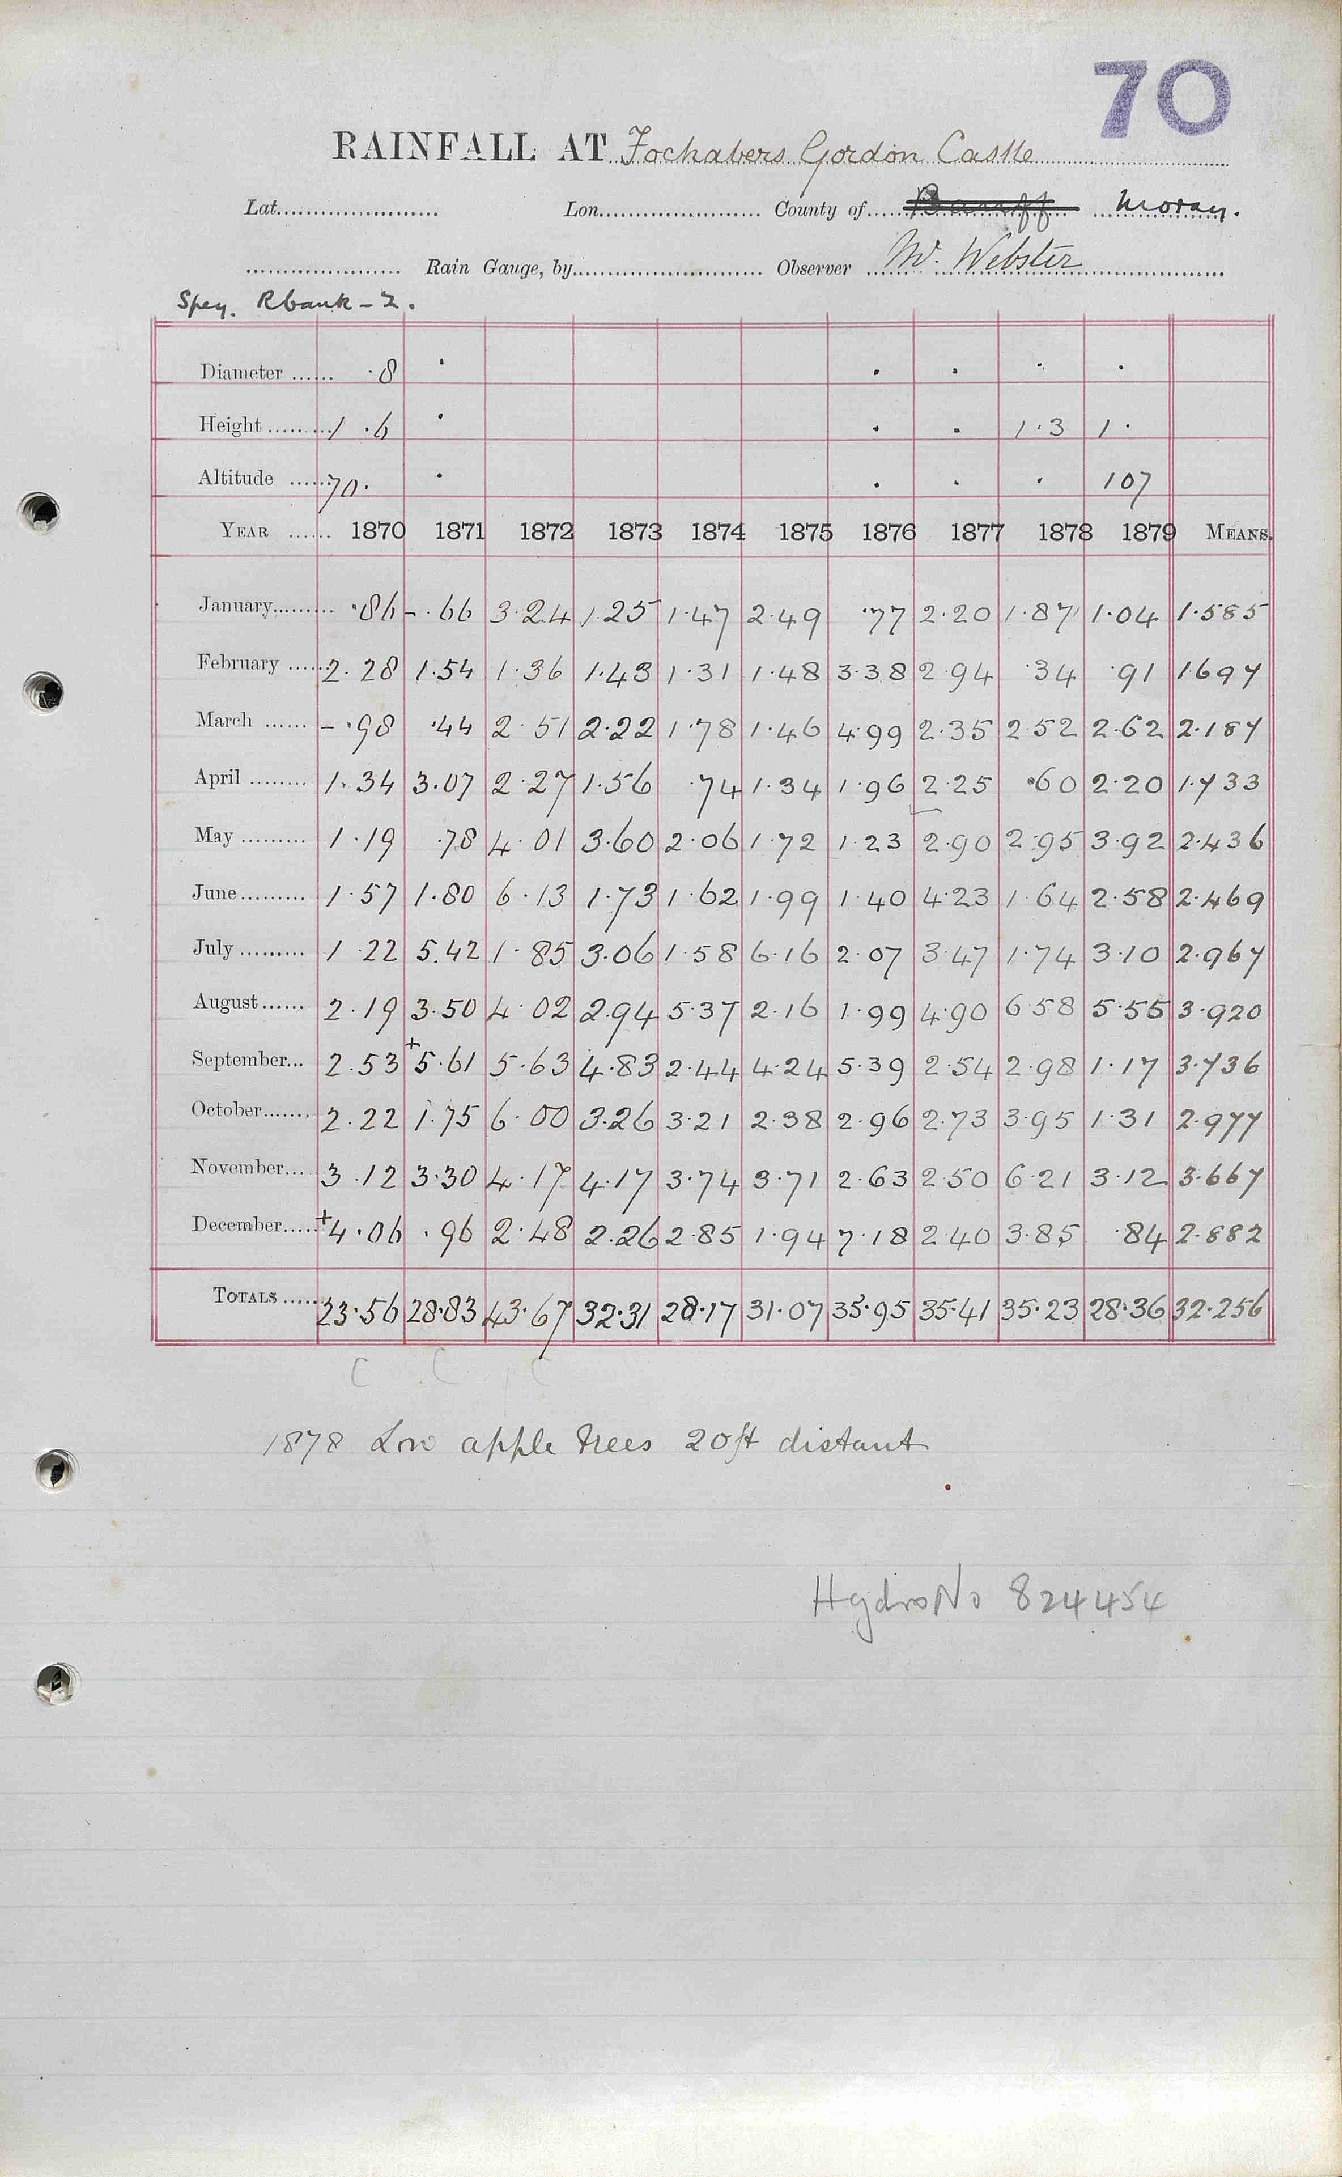 70
RAINFALL AT Fochabers Gordon Castle
Lat. Lon. County of Banff Moray.
Rain Gauge, by Observer W. Webster
Spey. R bank - 2.
Diameter ...... ·8 · · · · ·
Height ......... 1 ·6 · · · 1·3 1·
Altitude ...... 70· · · · · 107
YEAR ...... 1870 1871 1872 1873 1874 1875 1876 1877 1878 1879 MEANS.
January......... ·86 - ·66 3·24 1·25 1·47 2·49 ·77 2·20 1·87 1·04 1·585
February ...... 2·28 1·54 1·36 1·43 1·31 1·48 3·38 2·94 ·34 ·91 1·697
March ...... - ·98 ·44 2·51 2·22 1·78 1·46 4·99 2·35 2·52 2·62 2·187
April ......... 1·34 3·07 2·27 1·56 ·74 1·34 1·96 2·25 ·60 2·20 1·733
May ......... 1·19 ·78 4·01 3·60 2·06 1·72 1·23 2·90 2·95 3·92 2·436
June......... 1·57 1·80 6·13 1·73 1·62 1·99 1·40 4·23 1·64 2·58 2·469
July ......... 1·22 5.42 1·85 3·06 1·58 6·16 2·07 3·47 1·74 3·10 2·967
August...... 2·19 3·50 4·02 2·94 5·37 2·16 1·99 4·90 6·58 5·55 3·920
September... 2·53 +5·61 5·63 4·83 2·44 4·24 5·39 2·54 2·98 1·17 3·736
October....... 2·22 1·75 6·00 3·26 3·21 2·38 2·96 2·73 3·95 1·31 2·977
November.... 3·12 3·30 4·17 4·17 3·74 3·71 2·63 2·50 6·21 3·12 3·667
December..... +4·06 ·96 2·48 2·26 2·85 1·94 7·18 2·40 3·85 ·84 2·882
TOTALS ...... 23·56 28·83 43·67 32·31 28·17 31·07 35·95 35·41 35·23 28·36 32·256
C C C
1878 Low apple trees 20ft distant
Hydro No 824454